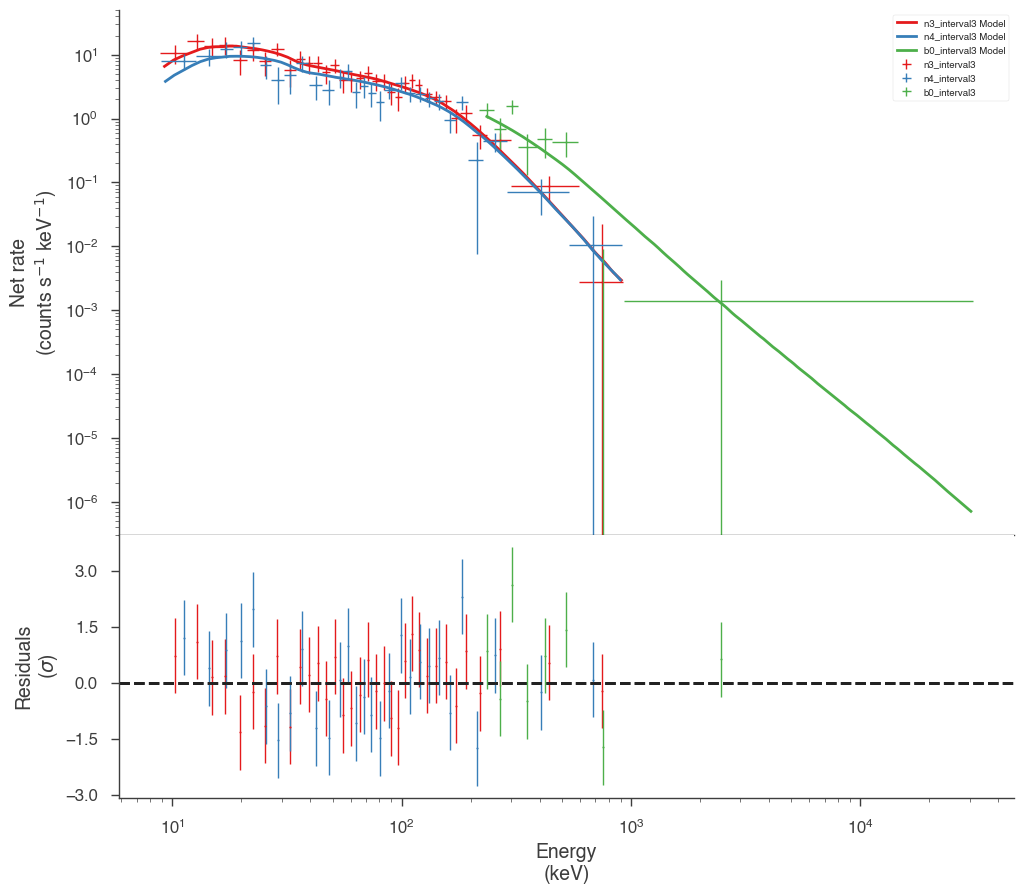 n3_interval3 Model
n4_interval3 Model
b0_interval3 Model
n3_interval3
n4_interval3
b0_interval3
Net rate
(counts s⁻¹ keV⁻¹)
10¹
10⁰
10⁻¹
10⁻²
10⁻³
10⁻⁴
10⁻⁵
10⁻⁶
Residuals
(σ)
3.0
1.5
0.0
−1.5
−3.0
10¹ 10² 10³ 10⁴
Energy
(keV)